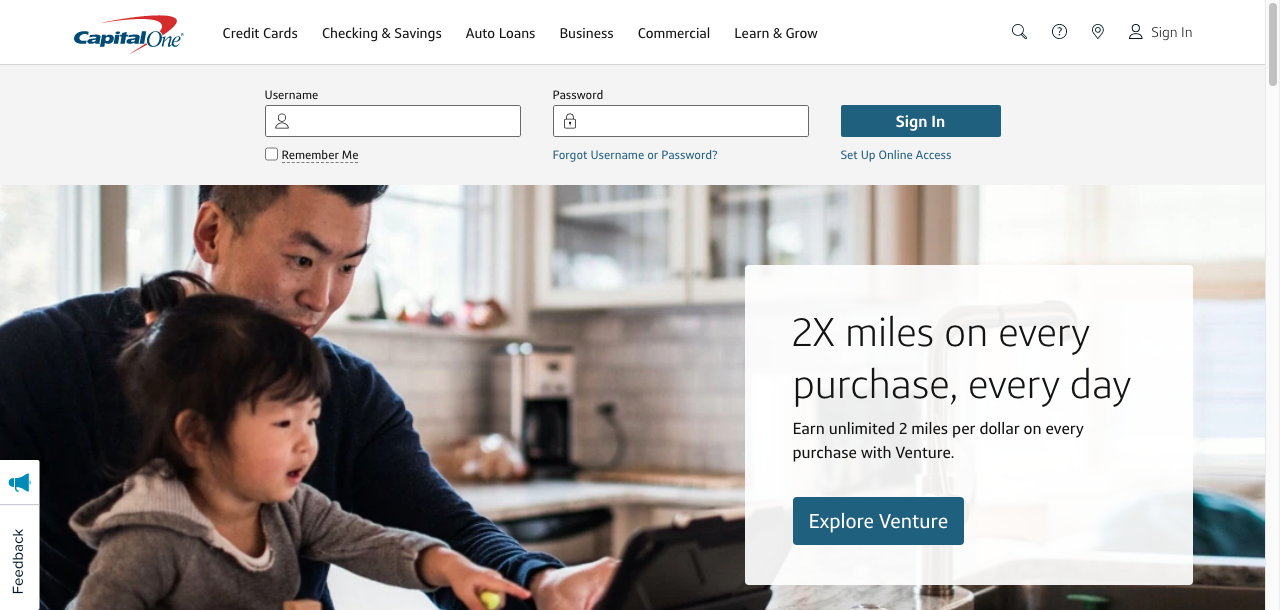 CapitalOne®
Credit Cards
Checking & Savings
Auto Loans
Business
Commercial
Learn & Grow
Sign In
Username
Password
Sign In
Remember Me
Forgot Username or Password?
Set Up Online Access
2X miles on every
purchase, every day
Earn unlimited 2 miles per dollar on every
purchase with Venture.
Explore Venture
Feedback